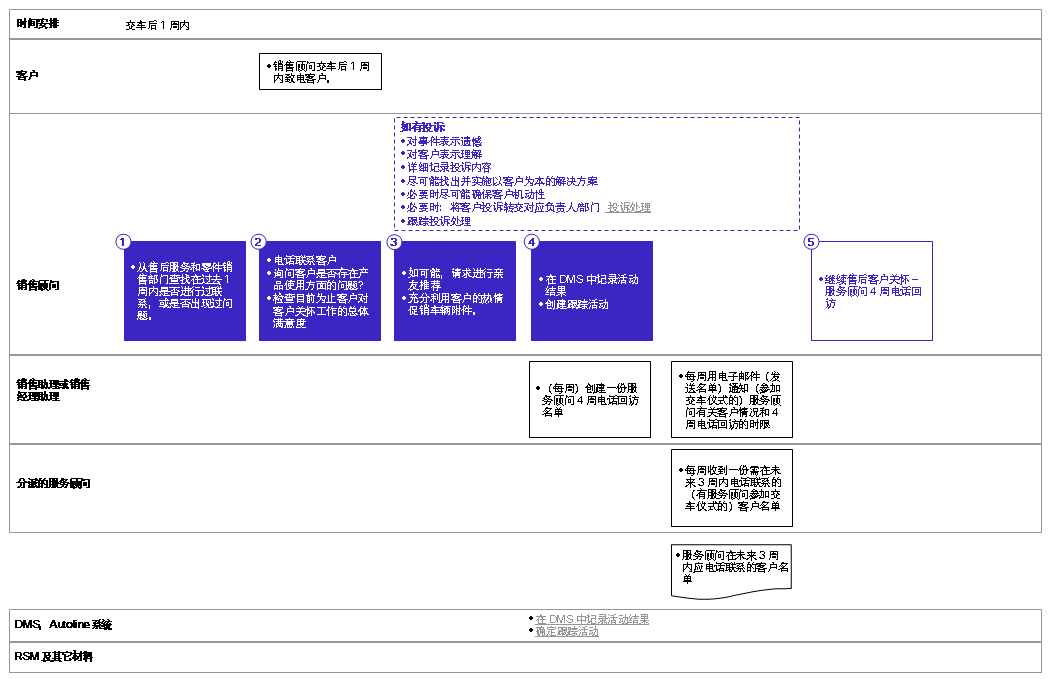 时间安排
交车后 1 周内
客户
•销售顾问交车后 1 周
内致电客户。
如有投诉:
•对事件表示遗憾
•对客户表示理解
•详细记录投诉内容
•尽可能找出并实施以客户为本的解决方案
•必要时尽可能确保客户机动性
•必要时: 将客户投诉转交对应负责人/部门 投诉处理
•跟踪投诉处理
销售顾问
1
•从售后服务和零件销
售部门查找在过去 1
周内是否进行过联
系, 或是否出现过问
题。
2
•电话联系客户
•询问客户是否存在产
品使用方面的问题?
•检查目前为止客户对
客户关怀工作的总体
满意度
3
•如可能, 请求进行亲
友推荐
•充分利用客户的热情
促销车辆附件。
4
•在 DMS 中记录活动
结果
•创建跟踪活动
5
•继续售后客户关怀 –
服务顾问 4 周电话回
访
销售助理或销售
经理助理
•(每周)创建一份服
务顾问 4 周电话回访
名单
•每周用电子邮件(发
送名单)通知(参加
交车仪式的)服务顾
问有关客户情况和 4
周电话回访的时限
分派的服务顾问
•每周收到一份需在未
来 3 周内电话联系的
(有服务顾问参加交
车仪式的)客户名单
•服务顾问在未来 3 周
内应电话联系的客户名
单
DMS, Autoline 系统
•在 DMS 中记录活动结果
•确定跟踪活动
RSM 及其它材料